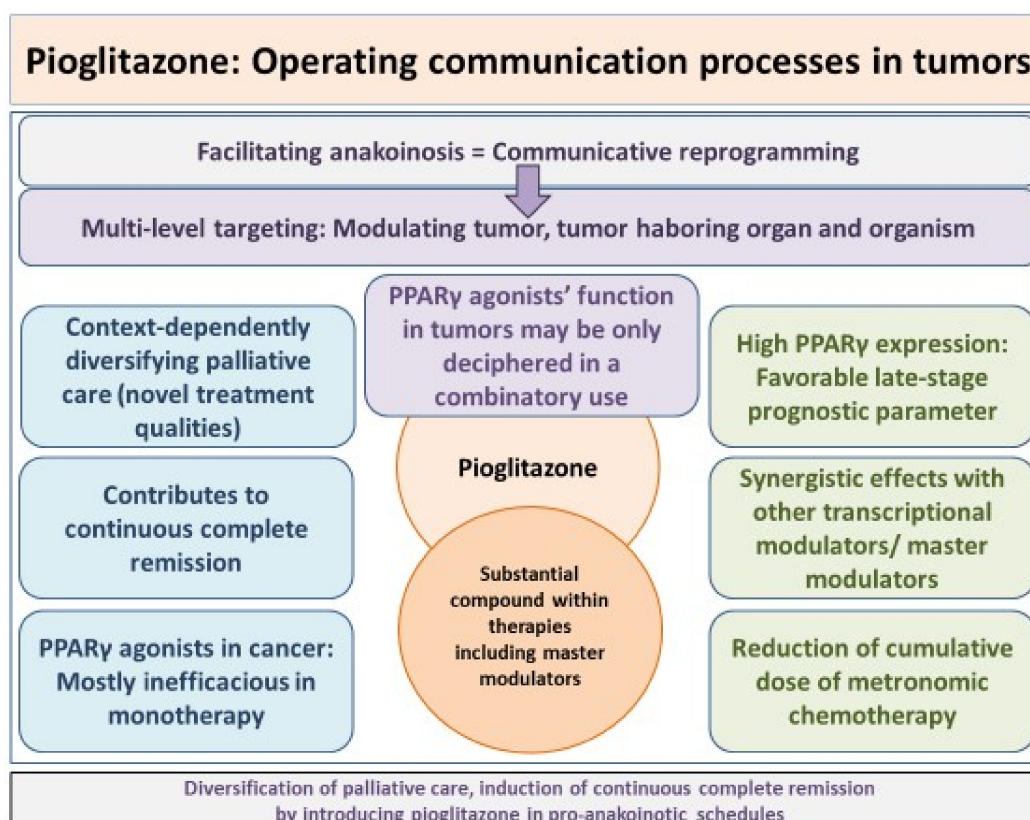 Pioglitazone: Operating communication processes in tumors
Facilitating anakoinosis = Communicative reprogramming
Multi-level targeting: Modulating tumor, tumor haboring organ and organism
Context-dependently
diversifying palliative
care (novel treatment
qualities)
Contributes to
continuous complete
remission
PPARγ agonists in cancer:
Mostly inefficacious in
monotherapy
PPARγ agonists' function
in tumors may be only
deciphered in a
combinatory use
Pioglitazone
Substantial
compound within
therapies
including master
modulators
High PPARγ expression:
Favorable late-stage
prognostic parameter
Synergistic effects with
other transcriptional
modulators/ master
modulators
Reduction of cumulative
dose of metronomic
chemotherapy
Diversification of palliative care, induction of continuous complete remission
by introducing pioglitazone in pro-anakoinotic schedules